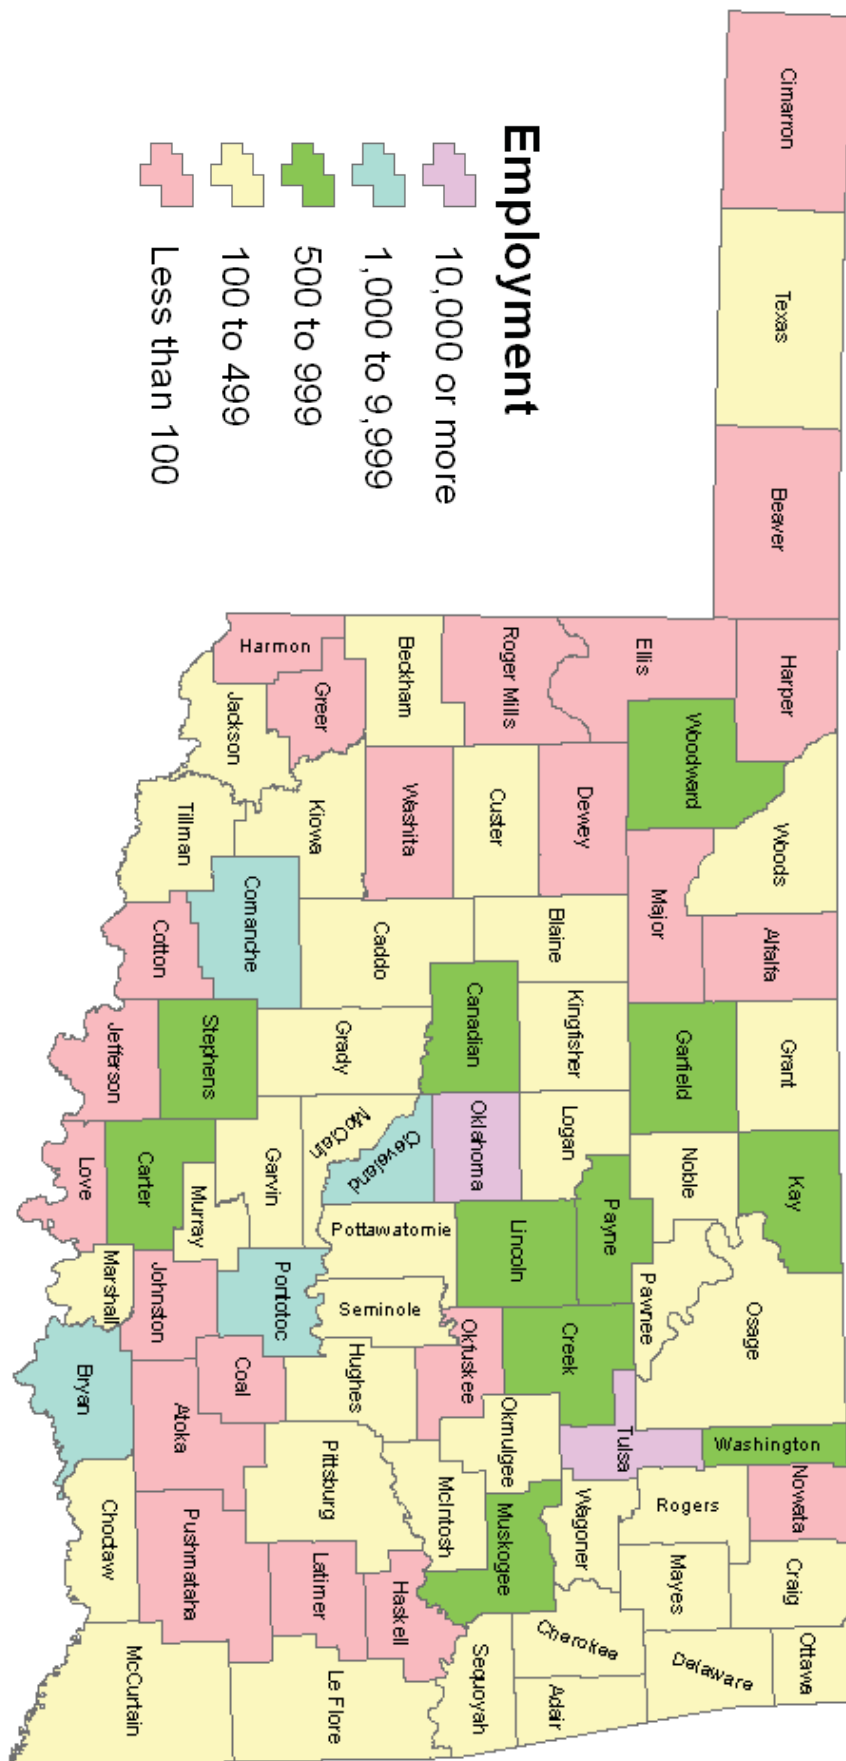 Cimarron
Texas
Beaver
Harper
Woods
Alfalfa
Grant
Kay
Osage
Washington
Nowata
Craig
Ottawa
Ellis
Woodward
Major
Garfield
Noble
Pawnee
Tulsa
Rogers
Mayes
Delaware
Roger Mills
Dewey
Blaine
Kingfisher
Logan
Payne
Creek
Wagoner
Cherokee
Adair
Beckham
Custer
Canadian
Oklahoma
Lincoln
Okfuskee
Okmulgee
Muskogee
Sequoyah
Washita
Caddo
Grady
McClain
Cleveland
Pottawatomie
Seminole
Hughes
McIntosh
Haskell
Harmon
Greer
Kiowa
Comanche
Stephens
Garvin
Murray
Pontotoc
Coal
Pittsburg
Latimer
Le Flore
Jackson
Tillman
Cotton
Jefferson
Carter
Love
Johnston
Marshall
Atoka
Bryan
Pushmataha
Choctaw
McCurtain
Employment
10,000 or more
1,000 to 9,999
500 to 999
100 to 499
Less than 100